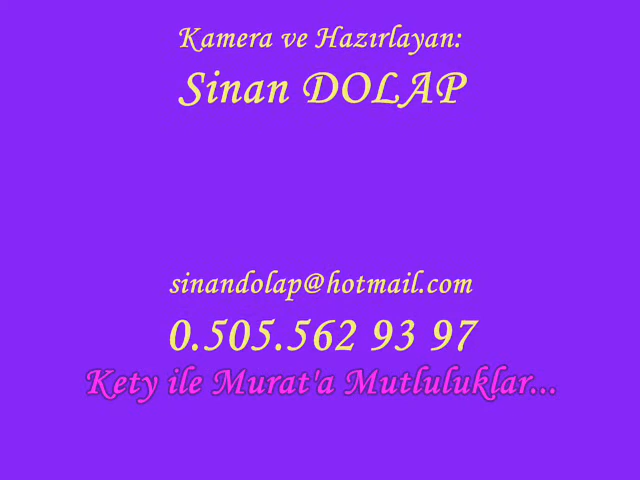 Kamera ve Hazırlayan:
Sinan DOLAP
sinandolap@hotmail.com
0.505.562 93 97
Kety ile Murat'a Mutluluklar...